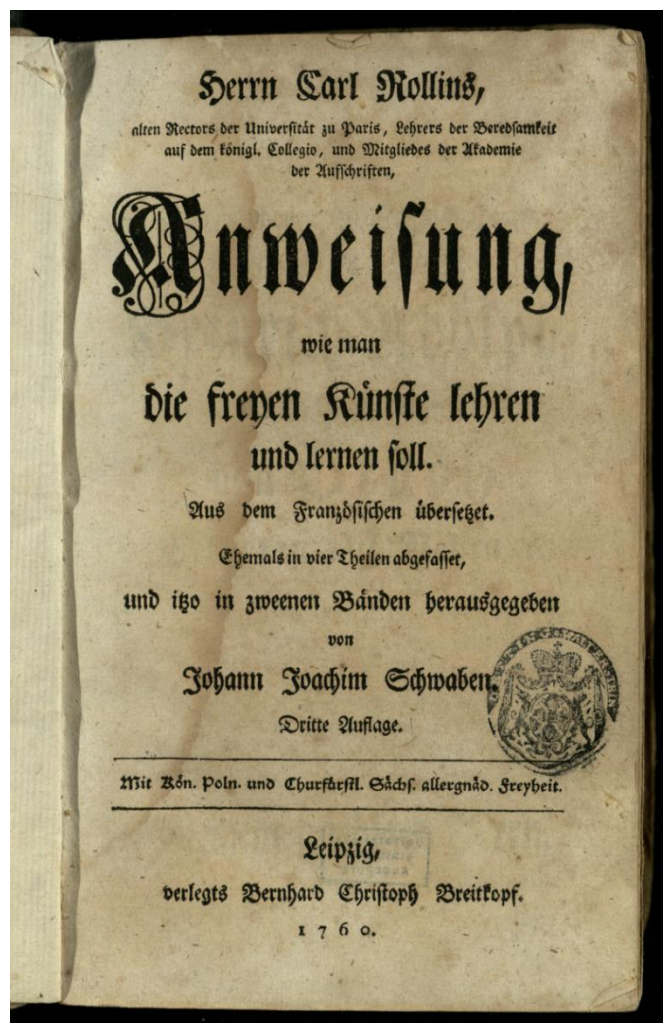 Herrn Carl Rollins,
alten Rectors der Universität zu Paris, Lehrers der Beredsamkeit
auf dem königl. Collegio, und Mitgliedes der Akademie
der Aufschriften,
Anweisung,
wie man
die freyen Künste lehren
und lernen soll.
Aus dem Französischen übersetzet.
Ehemals in vier Theilen abgefasset,
und itzo in zweenen Bänden herausgegeben
von
Johann Joachim Schwaben.
Dritte Auflage.
Mit Kön. Poln. und Churfürstl. Sächs. allergnäd. Freyheit.
Leipzig,
verlegts Bernhard Christoph Breitkopf.
1760.